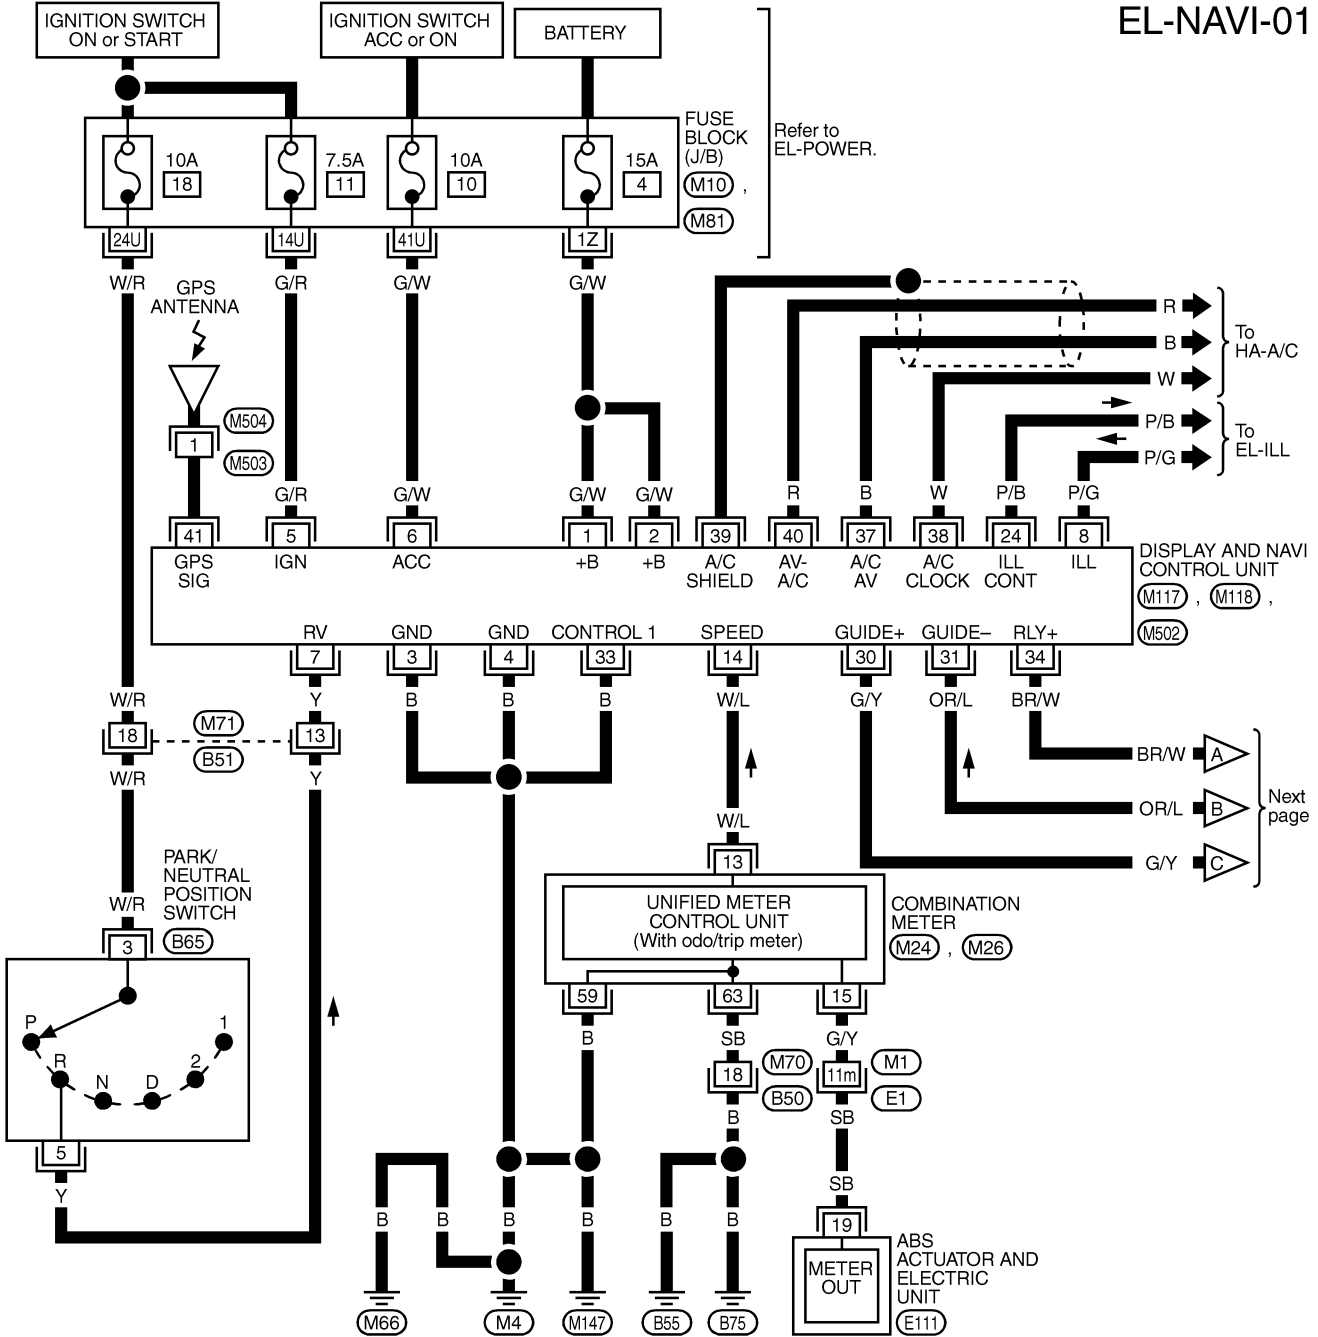 EL-NAVI-01
IGNITION SWITCH
ON or START
IGNITION SWITCH
ACC or ON
BATTERY
FUSE
BLOCK
(J/B)
M10 ,
M81
Refer to
EL-POWER.
10A
18
7.5A
11
10A
10
15A
4
24U
14U
41U
1Z
W/R
G/R
G/W
G/W
GPS
ANTENNA
M504
1
M503
R
B
W
To
HA-A/C
P/B
P/G
To
EL-ILL
G/R
G/W
G/W
G/W
R
B
W
P/B
P/G
41
5
6
1
2
39
40
37
38
24
8
GPS
SIG
IGN
ACC
+B
+B
A/C
SHIELD
AV-
A/C
A/C
AV
A/C
CLOCK
ILL
CONT
ILL
DISPLAY AND NAVI
CONTROL UNIT
M117 , M118 ,
M502
RV
GND
GND
CONTROL 1
SPEED
GUIDE+
GUIDE–
RLY+
7
3
4
33
14
30
31
34
W/R
Y
B
B
B
W/L
G/Y
OR/L
BR/W
18
M71
B51
13
W/R
Y
BR/W
A
OR/L
B
G/Y
C
Next
page
W/L
13
PARK/
NEUTRAL
POSITION
SWITCH
B65
W/R
3
UNIFIED METER
CONTROL UNIT
(With odo/trip meter)
COMBINATION
METER
M24 , M26
59
63
15
P
R
N
D
2
1
5
Y
B
SB
G/Y
18
M70
B50
11m
M1
E1
B
SB
SB
B
B
B
B
B
B
19
METER
OUT
ABS
ACTUATOR AND
ELECTRIC
UNIT
E111
M66
M4
M147
B55
B75